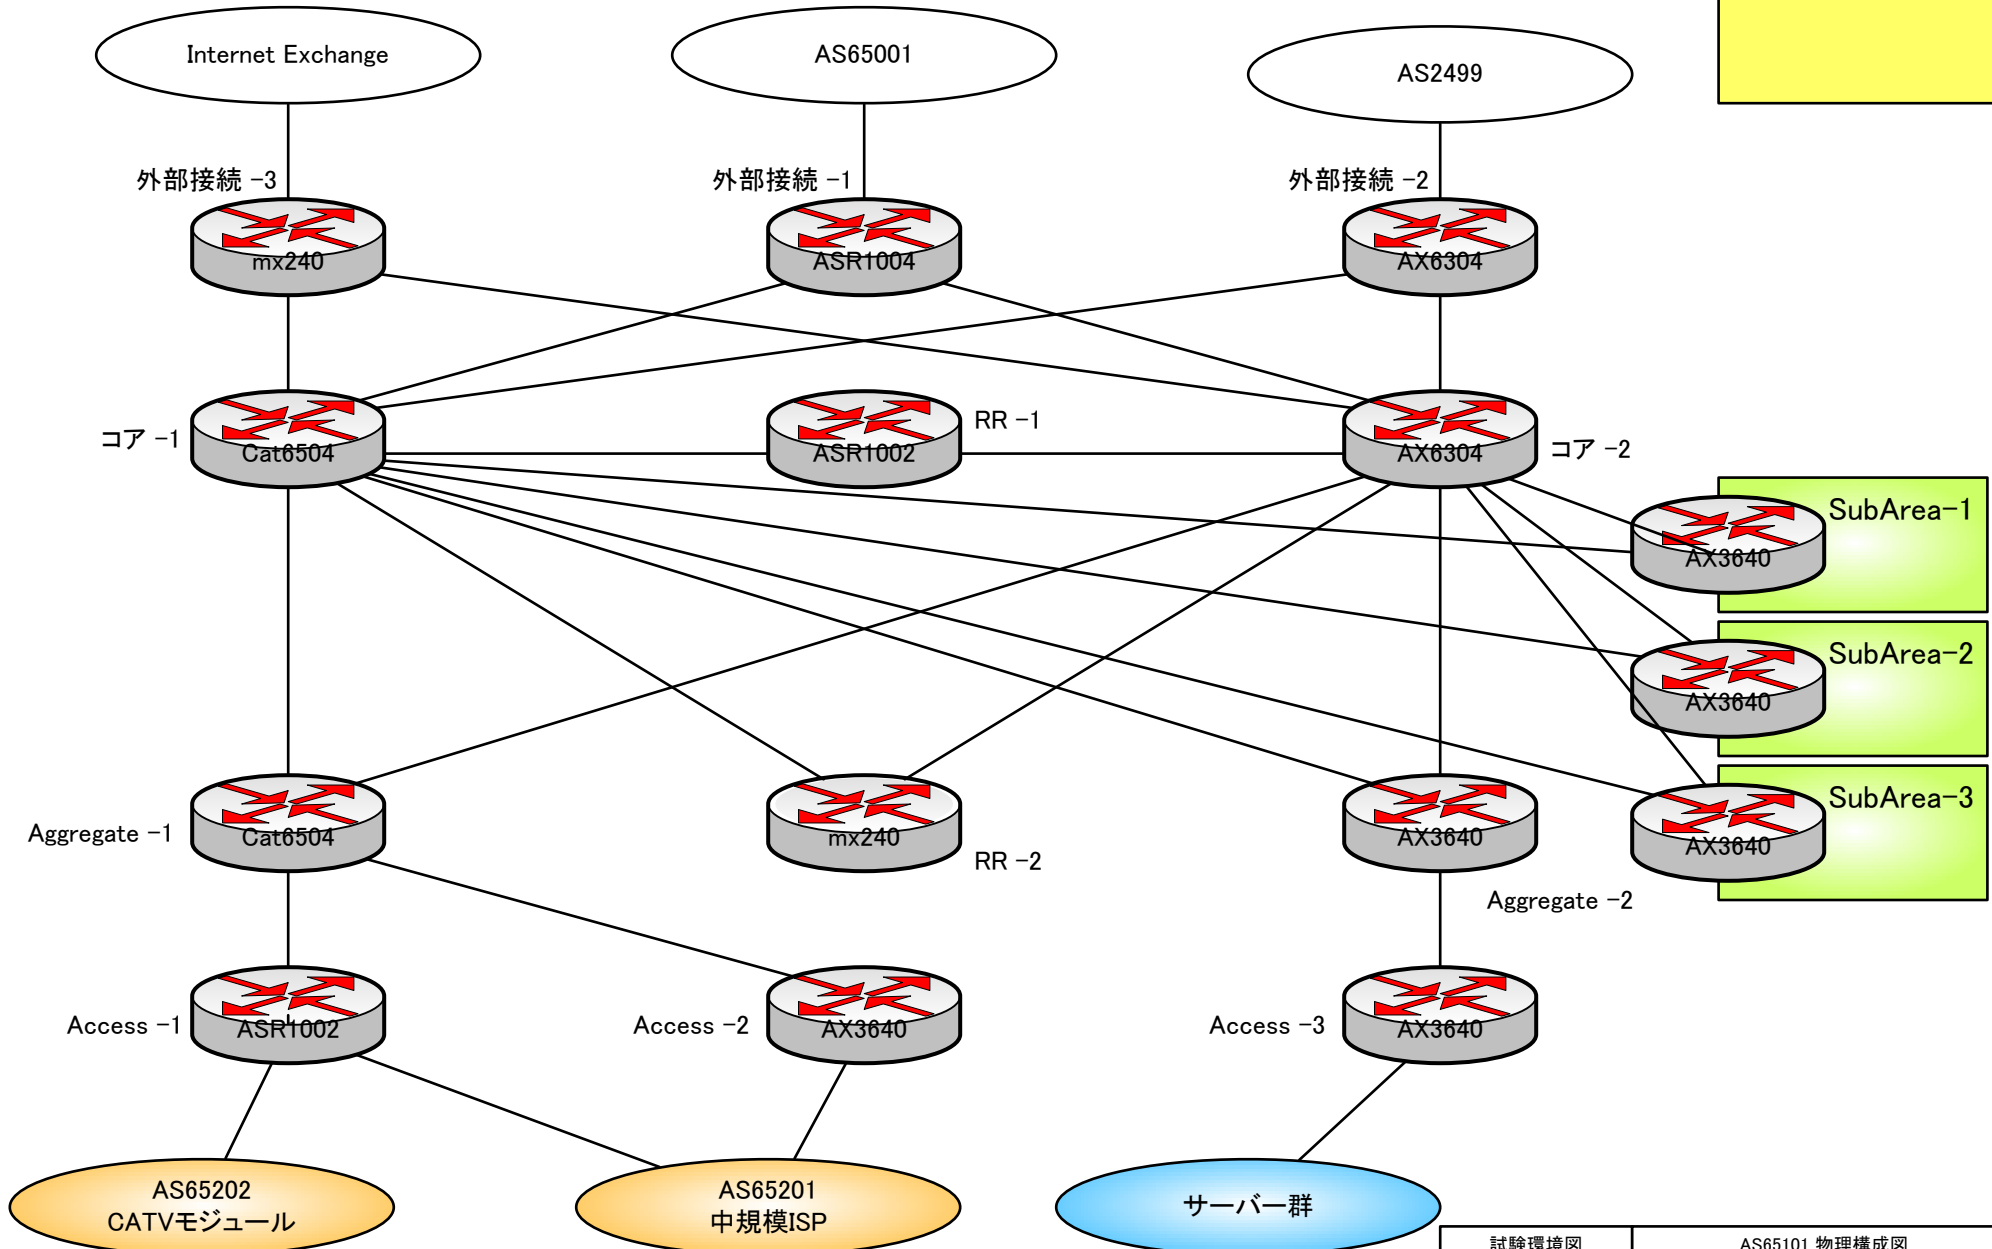 Internet Exchange
AS65001
AS2499
外部接続 -3
外部接続 -1
外部接続 -2
mx240
ASR1004
AX6304
コア -1
Cat6504
ASR1002
RR -1
AX6304
コア -2
SubArea-1
AX3640
SubArea-2
AX3640
SubArea-3
AX3640
Aggregate -1
Cat6504
mx240
RR -2
AX3640
Aggregate -2
Access -1
ASR1002
Access -2
AX3640
Access -3
AX3640
AS65202
CATVモジュール
AS65201
中規模ISP
サーバー群
試験環境図
AS65101 物理構成図